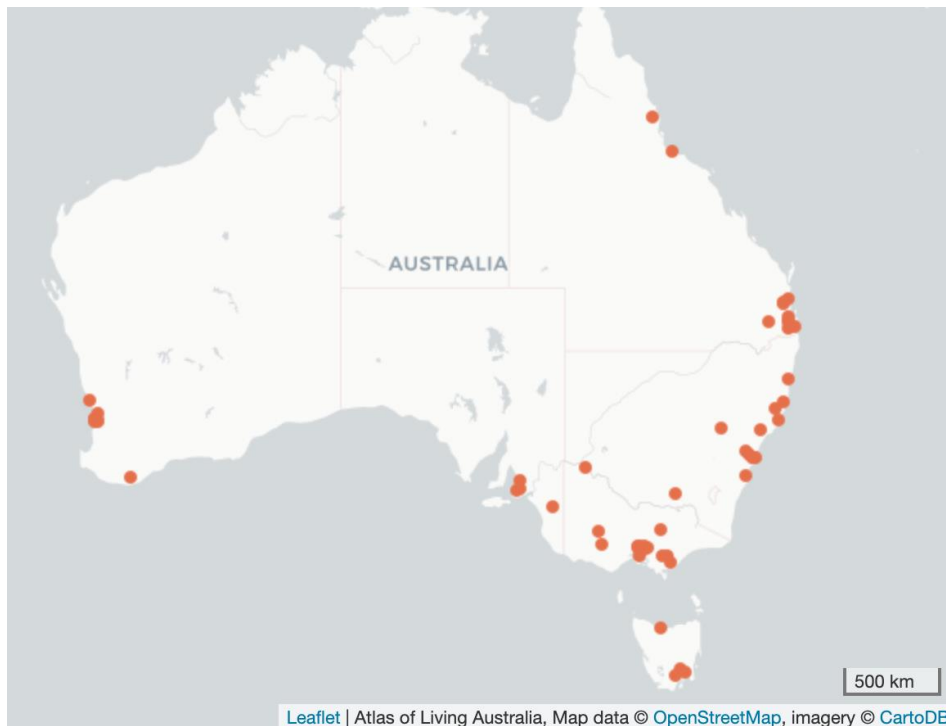 AUSTRALIA
500 km
Leaflet | Atlas of Living Australia, Map data © OpenStreetMap, imagery © CartoDB